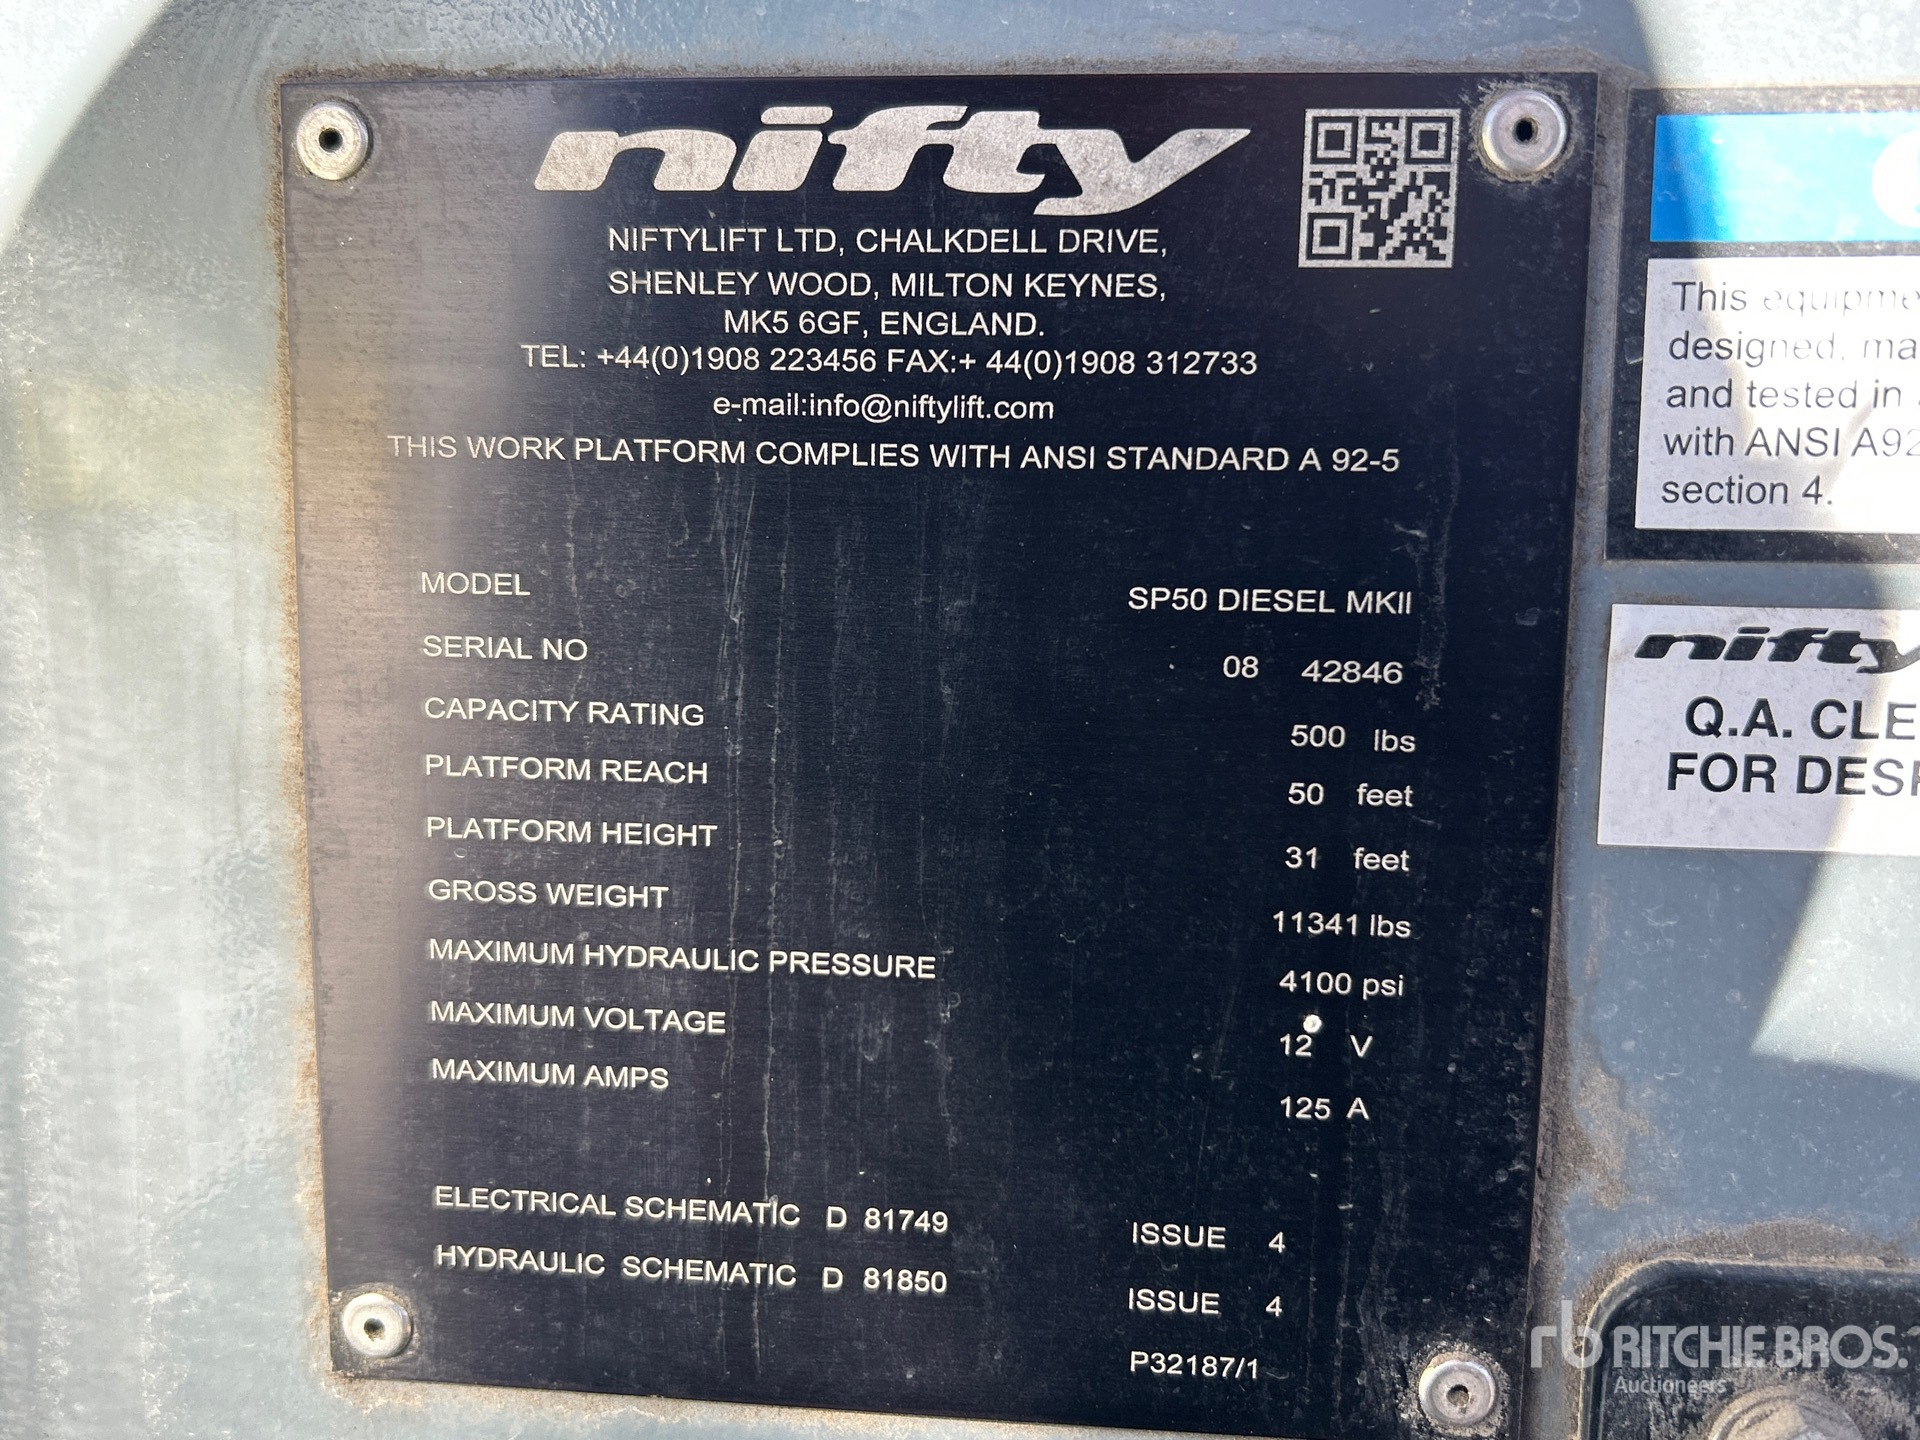 nifty
NIFTYLIFT LTD, CHALKDELL DRIVE,
SHENLEY WOOD, MILTON KEYNES,
MK5 6GF, ENGLAND.
TEL: +44(0)1908 223456 FAX:+ 44(0)1908 312733
e-mail:info@niftylift.com
THIS WORK PLATFORM COMPLIES WITH ANSI STANDARD A 92-5
MODEL SP50 DIESEL MKII
SERIAL NO 08 42846
CAPACITY RATING 500 lbs
PLATFORM REACH 50 feet
PLATFORM HEIGHT 31 feet
GROSS WEIGHT 11341 lbs
MAXIMUM HYDRAULIC PRESSURE 4100 psi
MAXIMUM VOLTAGE 12 V
MAXIMUM AMPS 125 A
ELECTRICAL SCHEMATIC D 81749 ISSUE 4
HYDRAULIC SCHEMATIC D 81850 ISSUE 4
P32187/1
This
designed, ma
and tested in
with ANSI A92
section 4.
nifty
Q.A. CLE
FOR DESP
rb RITCHIE BROS.
Auctioneers